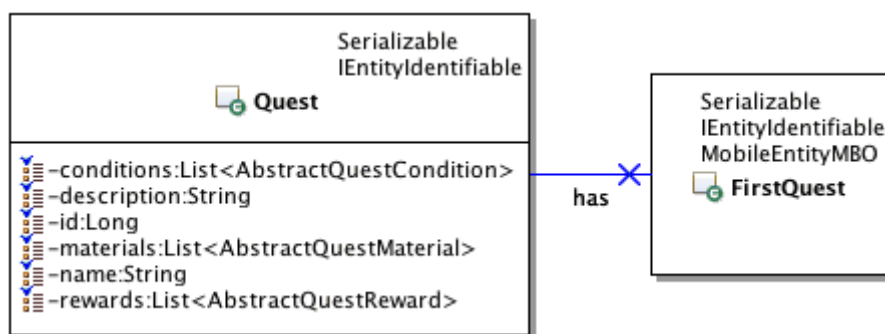 Serializable
IEntityIdentifiable
Quest
-conditions:List<AbstractQuestCondition>
-description:String
-id:Long
-materials:List<AbstractQuestMaterial>
-name:String
-rewards:List<AbstractQuestReward>
has
Serializable
IEntityIdentifiable
MobileEntityMBO
FirstQuest